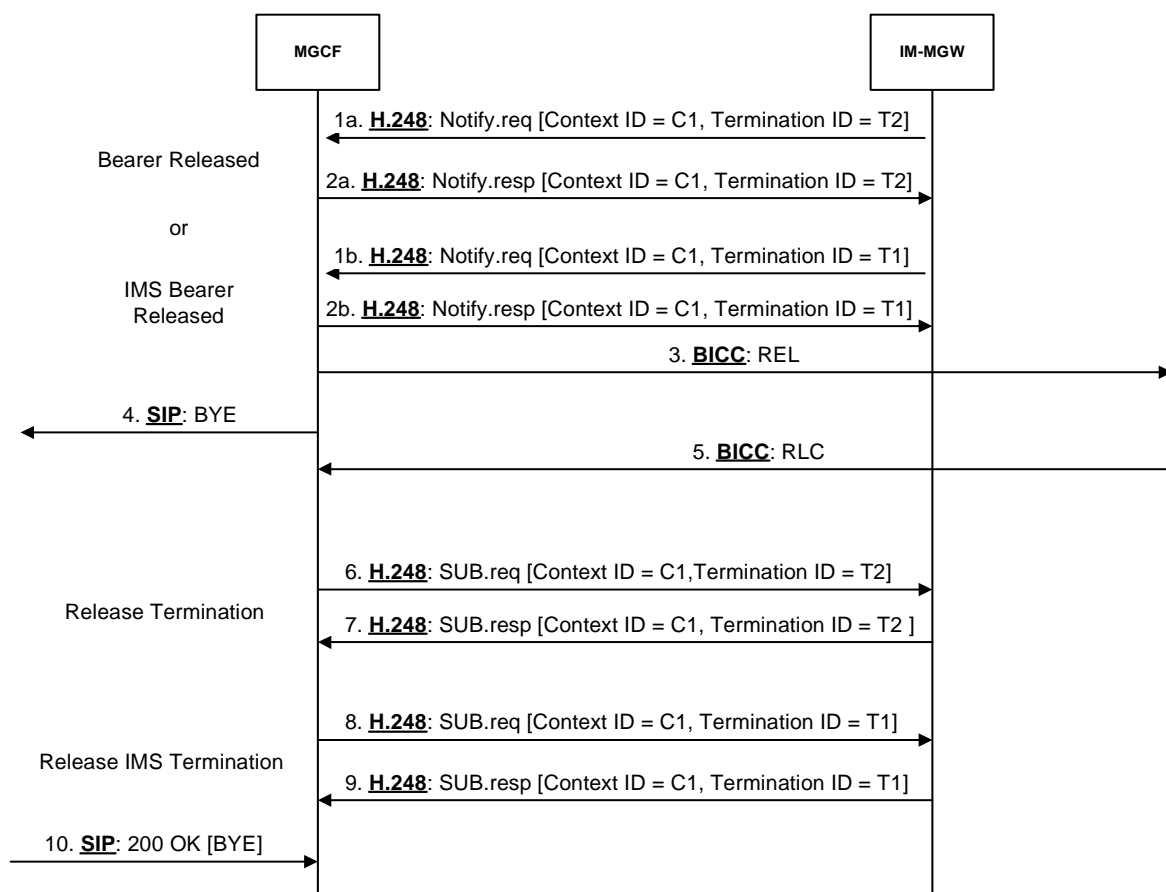 MGCF
IM-MGW
1a. H.248: Notify.req [Context ID = C1, Termination ID = T2]
Bearer Released
2a. H.248: Notify.resp [Context ID = C1, Termination ID = T2]
or
1b. H.248: Notify.req [Context ID = C1, Termination ID = T1]
IMS Bearer
Released
2b. H.248: Notify.resp [Context ID = C1, Termination ID = T1]
3. BICC: REL
4. SIP: BYE
5. BICC: RLC
6. H.248: SUB.req [Context ID = C1,Termination ID = T2]
Release Termination
7. H.248: SUB.resp [Context ID = C1, Termination ID = T2 ]
8. H.248: SUB.req [Context ID = C1, Termination ID = T1]
Release IMS Termination
9. H.248: SUB.resp [Context ID = C1, Termination ID = T1]
10. SIP: 200 OK [BYE]